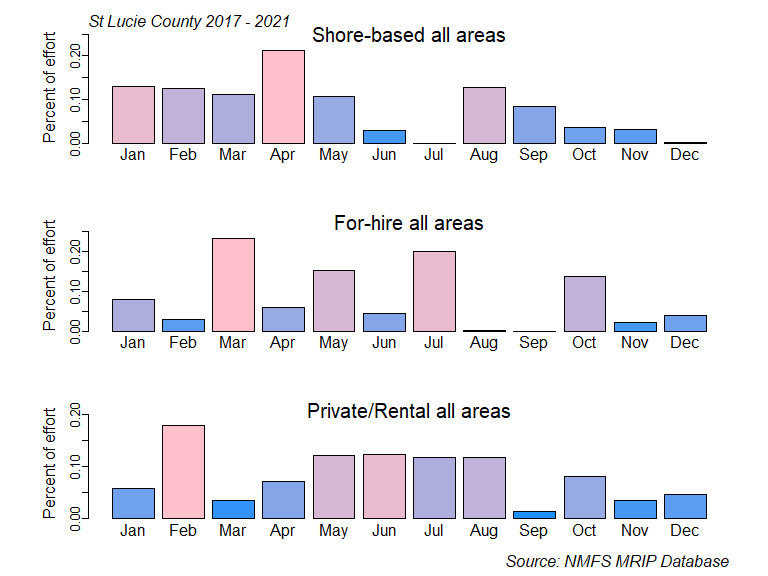 St Lucie County 2017 - 2021
Shore-based all areas
Percent of effort
0.20
0.10
0.00
Jan Feb Mar Apr May Jun Jul Aug Sep Oct Nov Dec
For-hire all areas
Percent of effort
0.20
0.10
0.00
Jan Feb Mar Apr May Jun Jul Aug Sep Oct Nov Dec
Private/Rental all areas
Percent of effort
0.20
0.10
0.00
Jan Feb Mar Apr May Jun Jul Aug Sep Oct Nov Dec
Source: NMFS MRIP Database